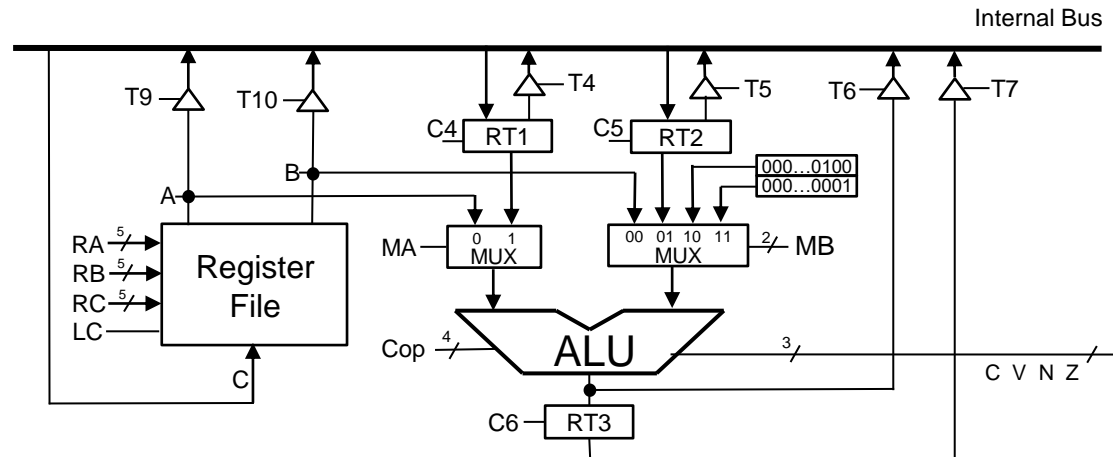 Internal Bus
T9
T10
T4
T5
T6
T7
C4
RT1
C5
RT2
000...0100
000...0001
B
A
RA
5
RB
5
RC
5
LC
Register
File
C
MA
0 1
MUX
00 01 10 11
MUX
2
MB
Cop
4
ALU
3
C V N Z
C6
RT3